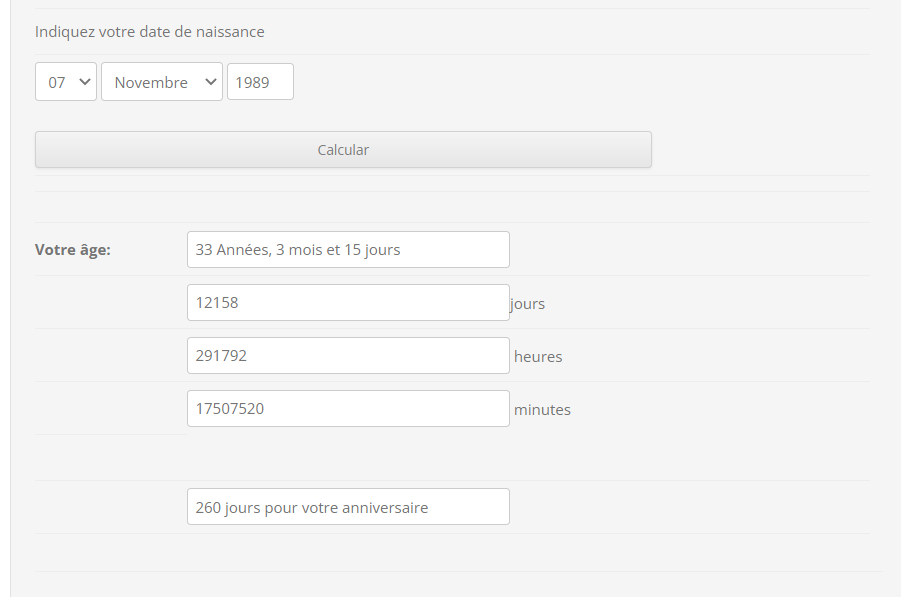 Indiquez votre date de naissance
07 Novembre 1989
Calcular
Votre âge: 33 Années, 3 mois et 15 jours
12158 jours
291792 heures
17507520 minutes
260 jours pour votre anniversaire